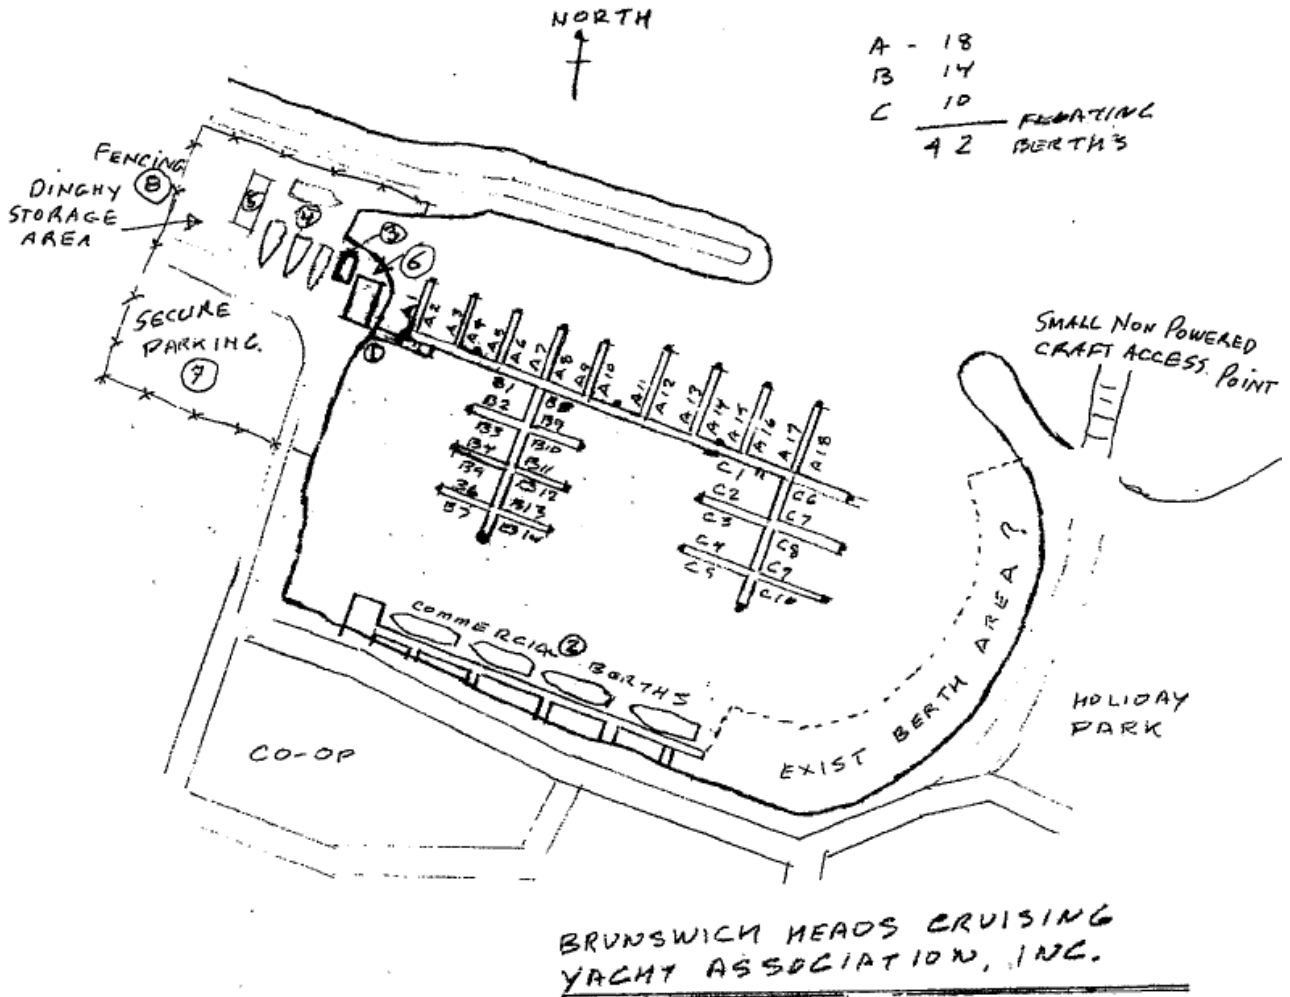 NORTH
A - 18
B 14
C 10
42 FLOATING BERTH'S
FENCING
8
DINGHY
STORAGE
AREA
5
4
3
6
SECURE
PARKING.
7
1
A1
A2
A3
A4
A5
A6
A7
A8
A9
A10
A11
A12
A13
A14
A15
A16
A17
A18
B1
B2
B3
B4
B9
B6
B7
B8
B9
B10
B11
B12
B13
B14
C1
C2
C3
C4
C5
C6
C7
C8
C9
C10
SMALL NON POWERED
CRAFT ACCESS. POINT
COMMERCIAL 2 BERTHS
EXIST BERTH AREA ?
HOLIDAY
PARK
CO-OP
BRUNSWICH HEADS CRUISING
YACHT ASSOCIATION, INC.